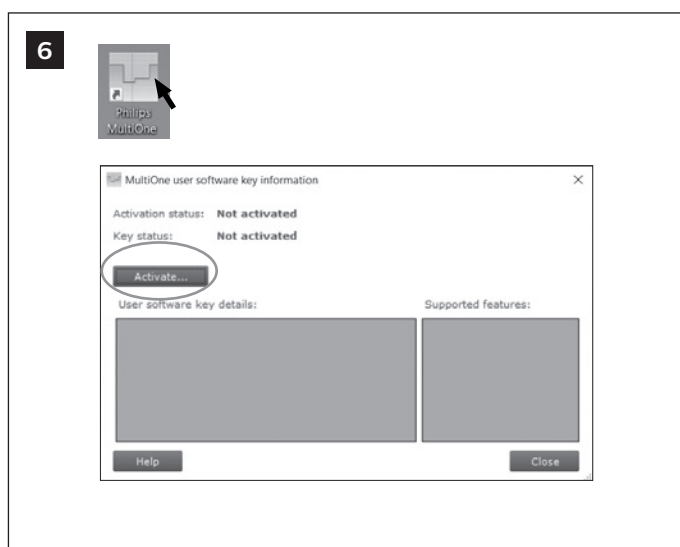 6
Philips
MultiOne
MultiOne user software key information
Activation status: Not activated
Key status: Not activated
Activate...
User software key details: Supported features:
Help Close